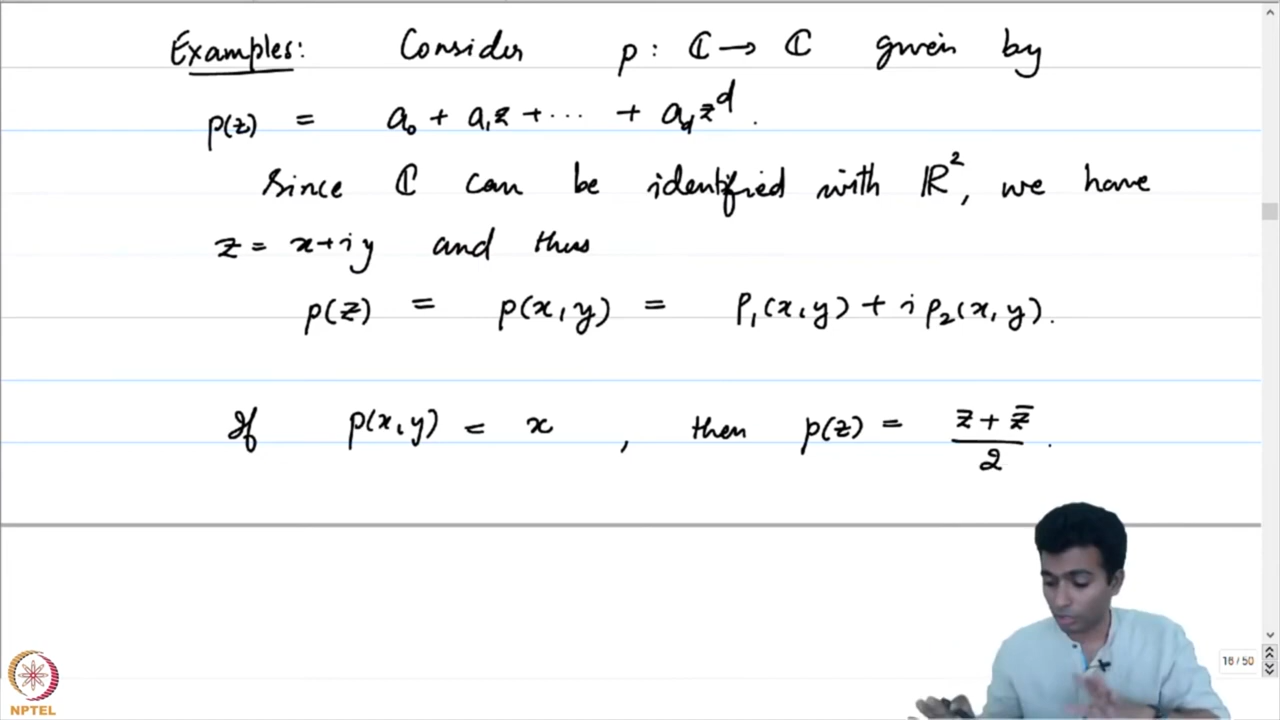 Examples: Consider p : ℂ → ℂ given by
p(z) = a₀ + a₁z + ··· + a_d z^d .
Since ℂ can be identified with ℝ², we have
z = x+iy and thus
p(z) = p(x,y) = p₁(x,y) + i p₂(x,y).
If p(x,y) = x , then p(z) = (z + z̄)/2 .
16 / 50
NPTEL